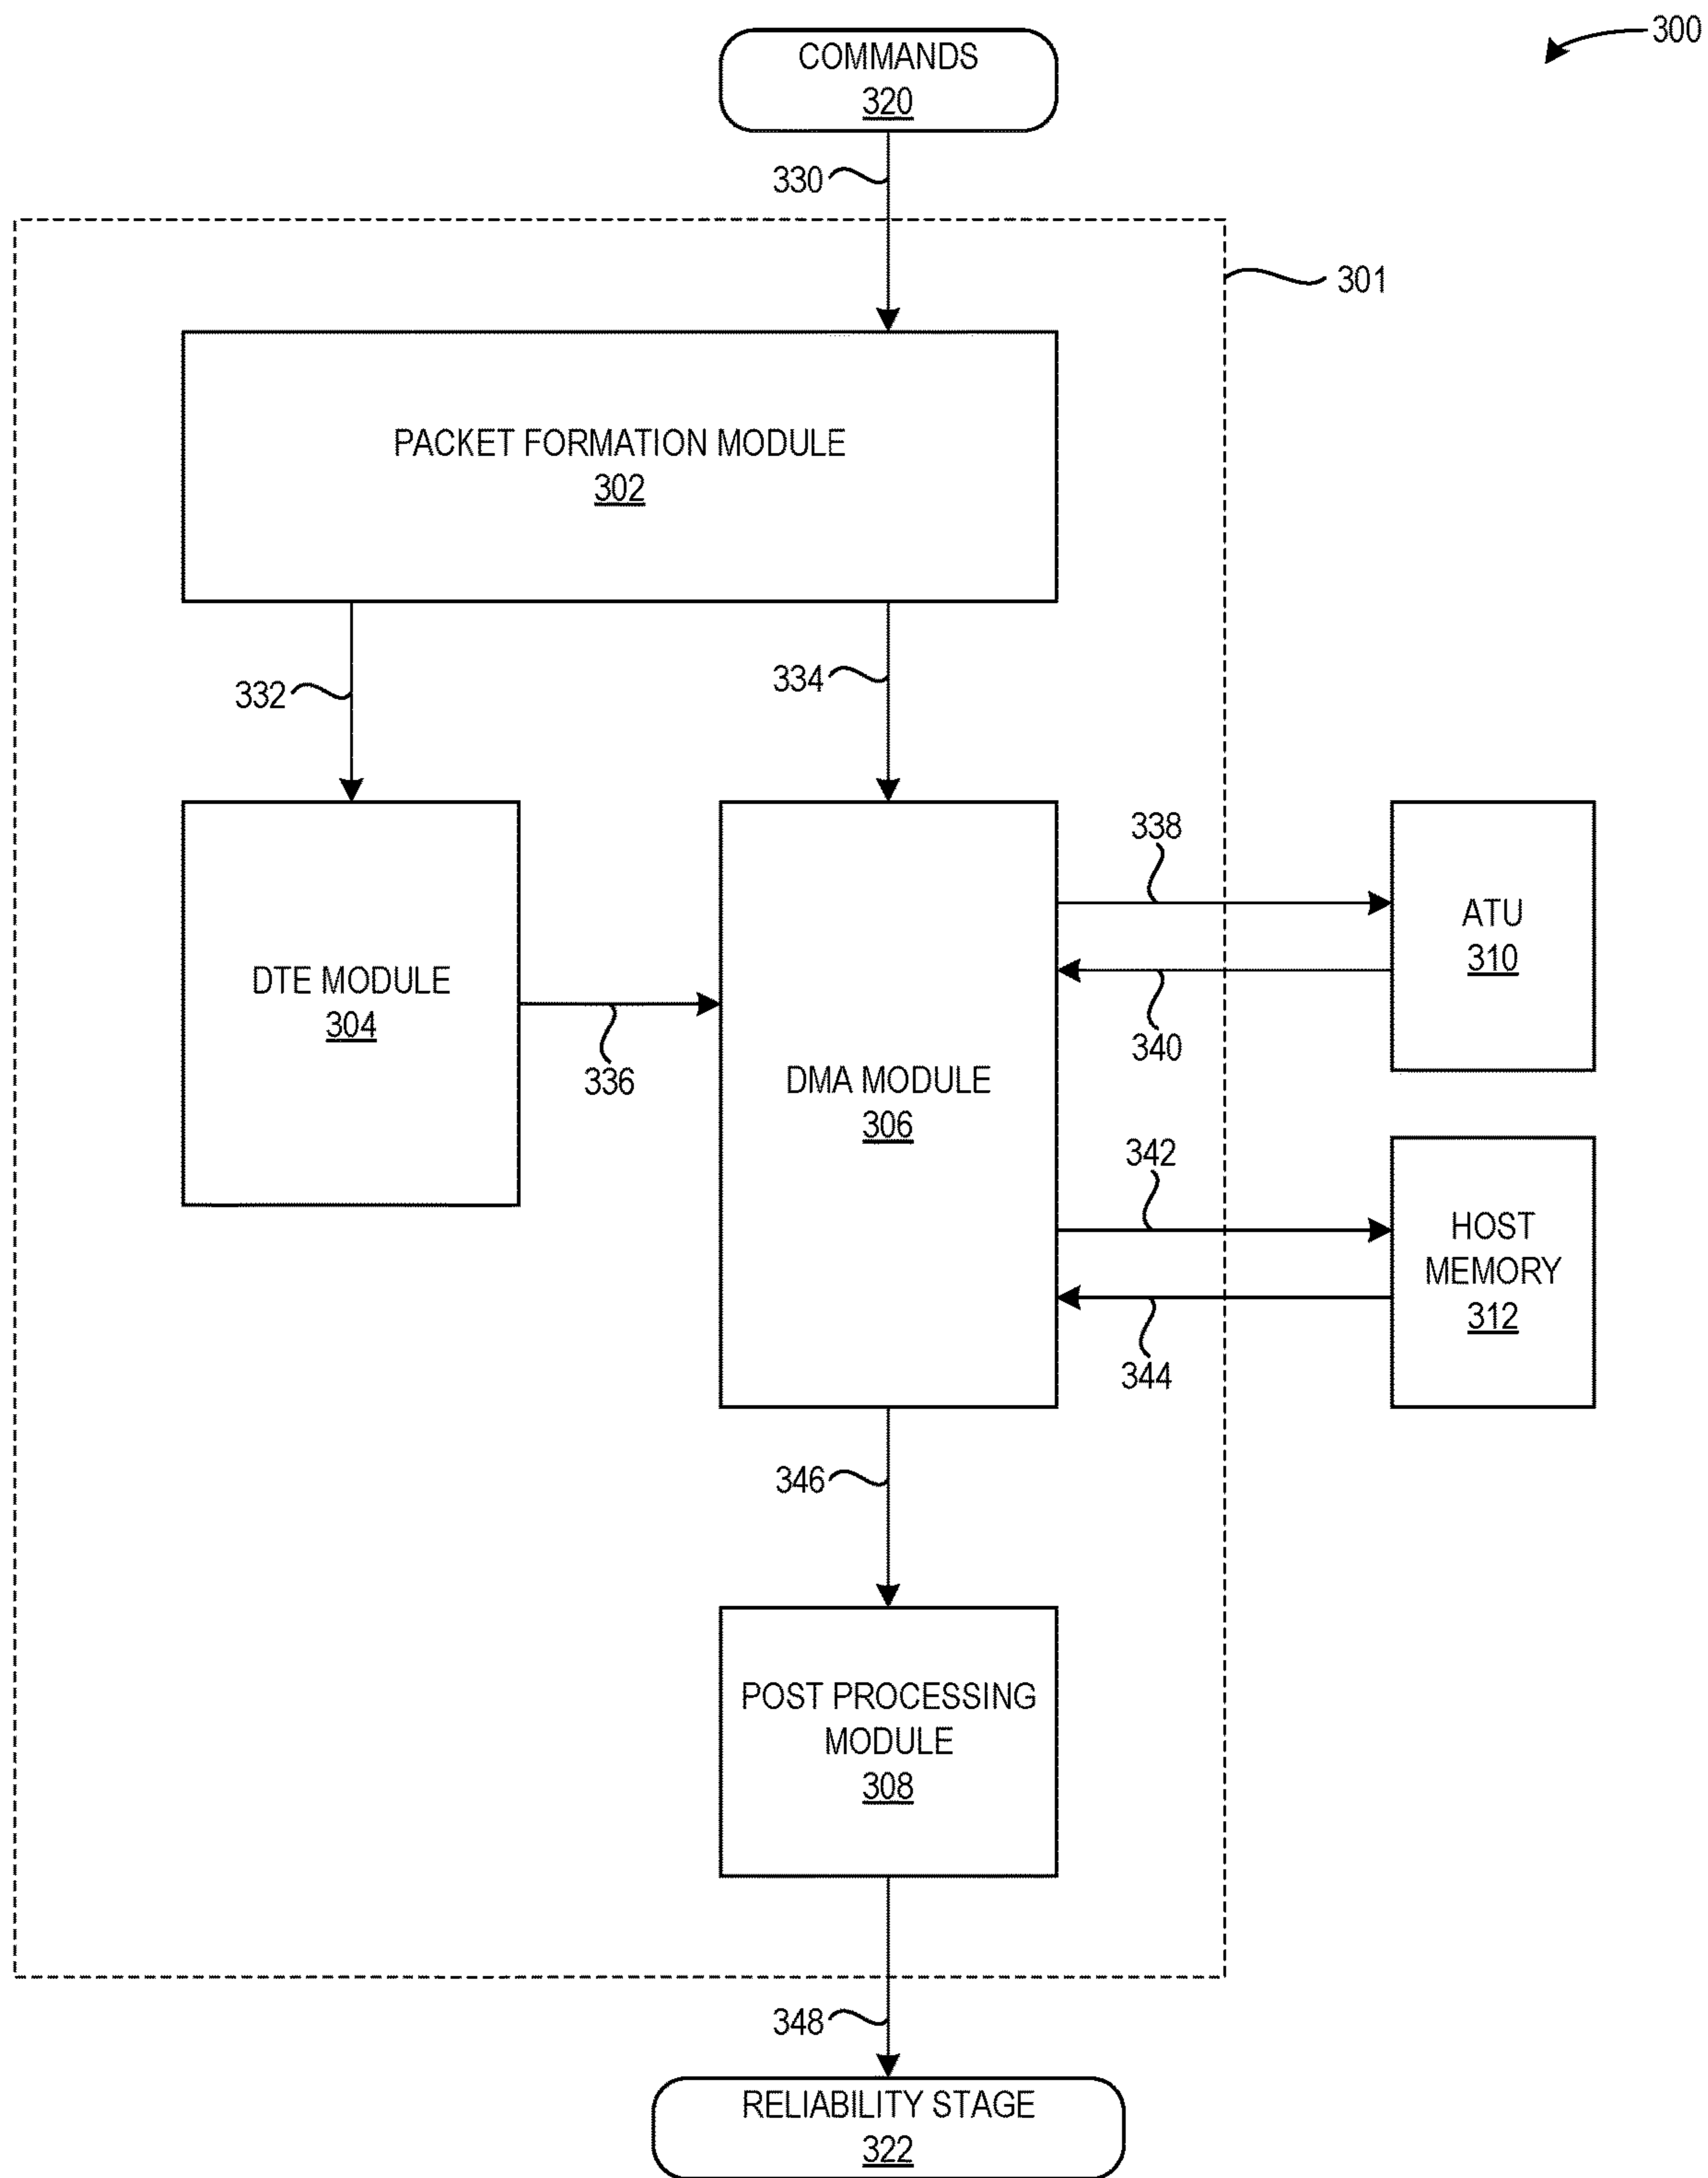 300
COMMANDS
320
330
301
PACKET FORMATION MODULE
302
332
334
338
ATU
310
DTE MODULE
304
336
340
DMA MODULE
306
342
HOST
MEMORY
312
344
346
POST PROCESSING
MODULE
308
348
RELIABILITY STAGE
322